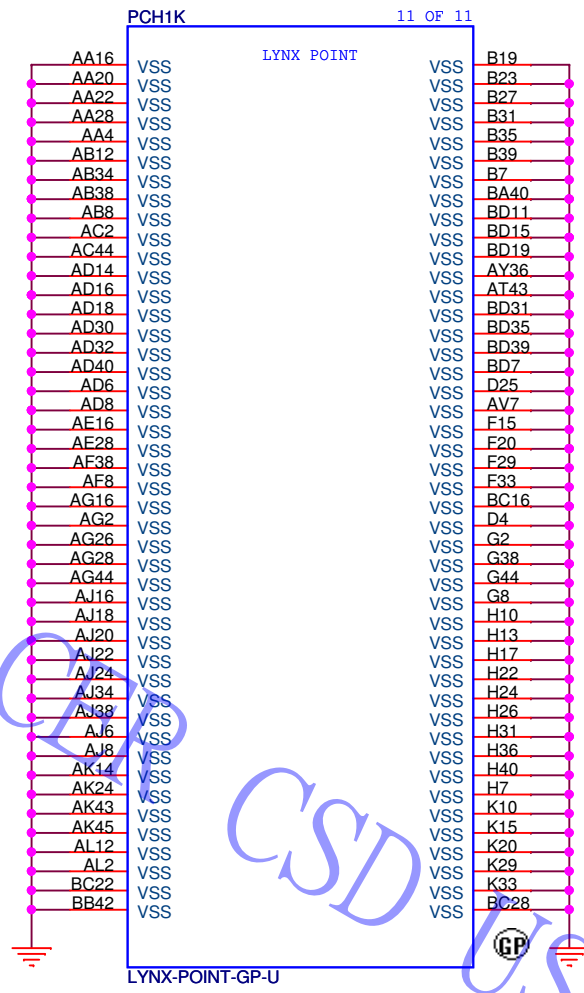 PCH1K 11 OF 11
LYNX POINT
AA16 VSS VSS B19
AA20 VSS VSS B23
AA22 VSS VSS B27
AA28 VSS VSS B31
AA4 VSS VSS B35
AB12 VSS VSS B39
AB34 VSS VSS B7
AB38 VSS VSS BA40
AB8 VSS VSS BD11
AC2 VSS VSS BD15
AC44 VSS VSS BD19
AD14 VSS VSS AY36
AD16 VSS VSS AT43
AD18 VSS VSS BD31
AD30 VSS VSS BD35
AD32 VSS VSS BD39
AD40 VSS VSS BD7
AD6 VSS VSS D25
AD8 VSS VSS AV7
AE16 VSS VSS F15
AE28 VSS VSS F20
AF38 VSS VSS F29
AF8 VSS VSS F33
AG16 VSS VSS BC16
AG2 VSS VSS D4
AG26 VSS VSS G2
AG28 VSS VSS G38
AG44 VSS VSS G44
AJ16 VSS VSS G8
AJ18 VSS VSS H10
AJ20 VSS VSS H13
AJ22 VSS VSS H17
AJ24 VSS VSS H22
AJ34 VSS VSS H24
AJ38 VSS VSS H26
AJ6 VSS VSS H31
AJ8 VSS VSS H36
AK14 VSS VSS H40
AK24 VSS VSS H7
AK43 VSS VSS K10
AK45 VSS VSS K15
AL12 VSS VSS K20
AL2 VSS VSS K29
BC22 VSS VSS K33
BB42 VSS VSS BC28
GP
LYNX-POINT-GP-U
CER CSD US